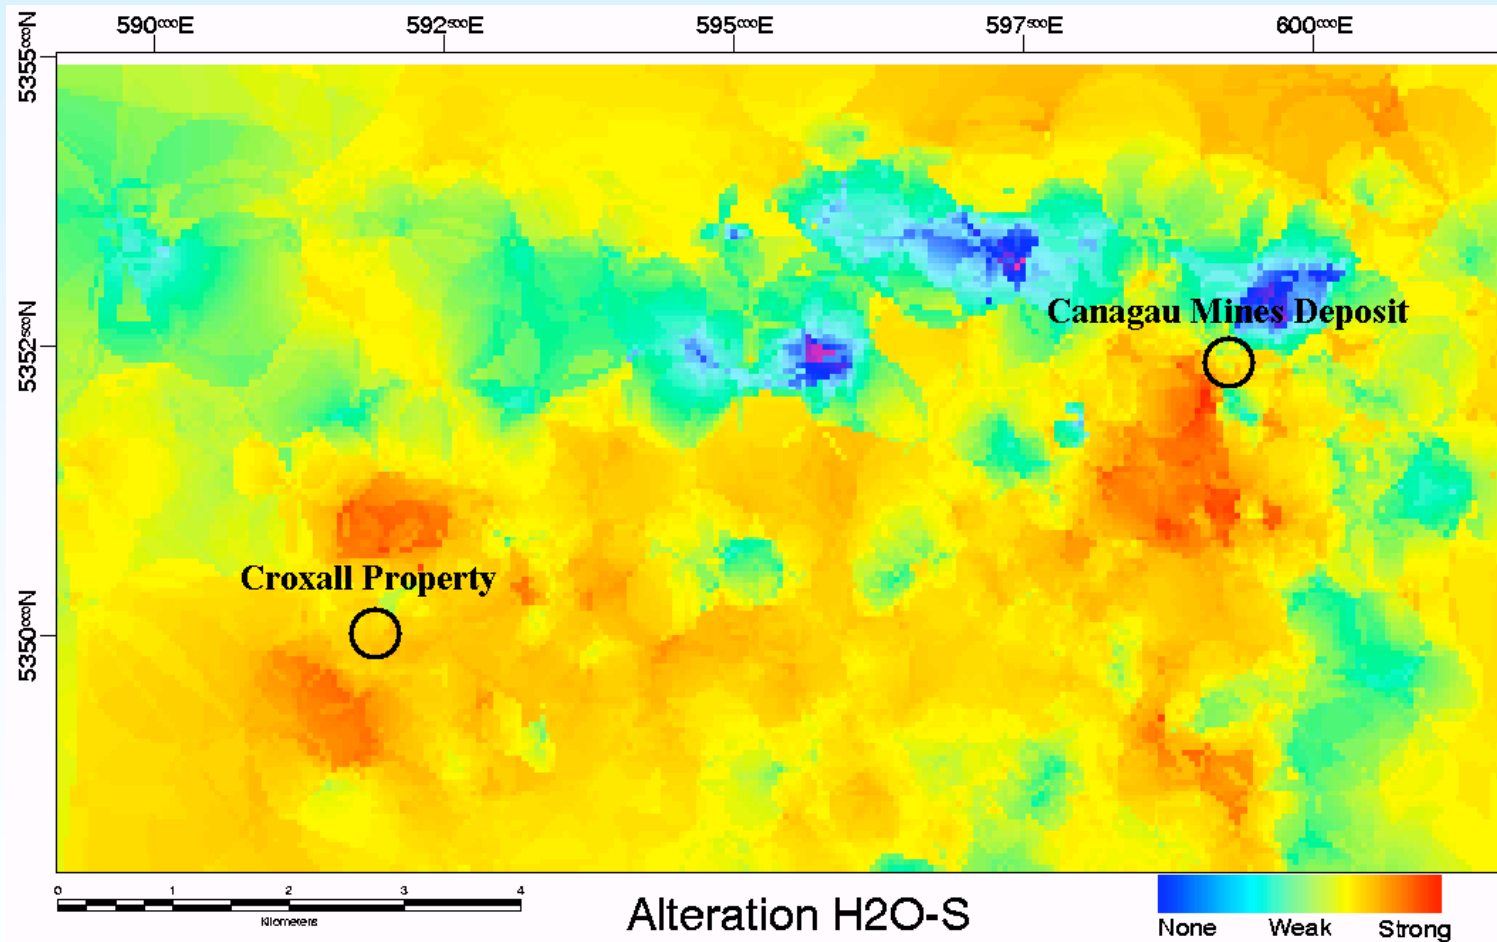 590000E 592500E 595000E 597500E 600000E
5355000N
5352500N
5350000N
Canagau Mines Deposit
Croxall Property
0 1 2 3 4
Kilometers
Alteration H2O-S
None Weak Strong